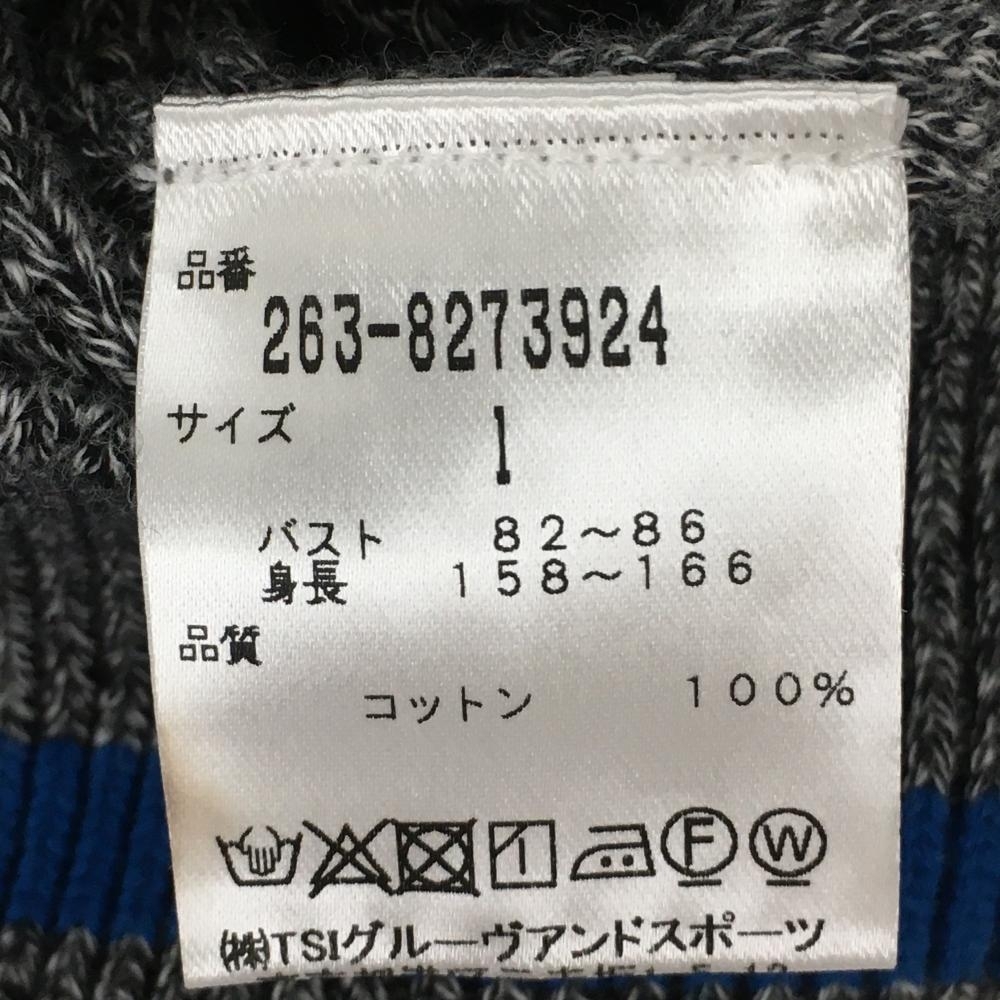 品番
263-8273924
サイズ 1
バスト 82～86
身長 158～166
品質
コットン 100%
F W
㈱TSIグルーヴアンドスポーツ